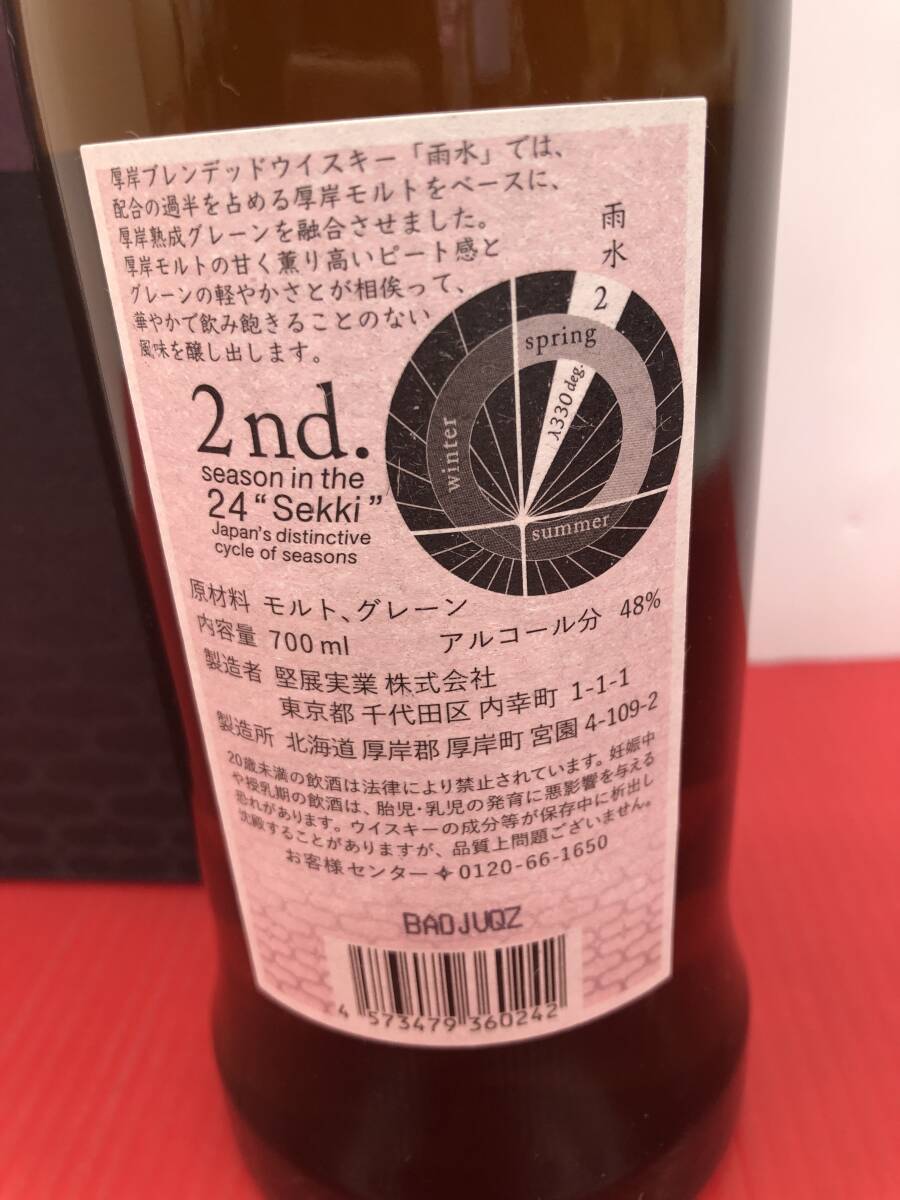 厚岸ブレンデッドウイスキー「雨水」では、
配合の過半を占める厚岸モルトをベースに、
厚岸熟成グレーンを融合させました。
厚岸モルトの甘く薫り高いピート感と
グレーンの軽やかさとが相俟って、
華やかで飲み飽きることのない
風味を醸し出します。
雨水
2
spring
λ330 deg.
winter
summer
2nd.
season in the
24 “Sekki”
Japan's distinctive
cycle of seasons
原材料 モルト、グレーン
内容量 700 ml アルコール分 48%
製造者 堅展実業 株式会社
東京都 千代田区 内幸町 1-1-1
製造所 北海道 厚岸郡 厚岸町 宮園 4-109-2
20歳未満の飲酒は法律により禁止されています。妊娠中
や授乳期の飲酒は、胎児・乳児の発育に悪影響を与える
恐れがあります。ウイスキーの成分等が保存中に析出し
沈殿することがありますが、品質上問題ございません。
お客様センター✧0120-66-1650
BAOJUQZ
4 573479 360242